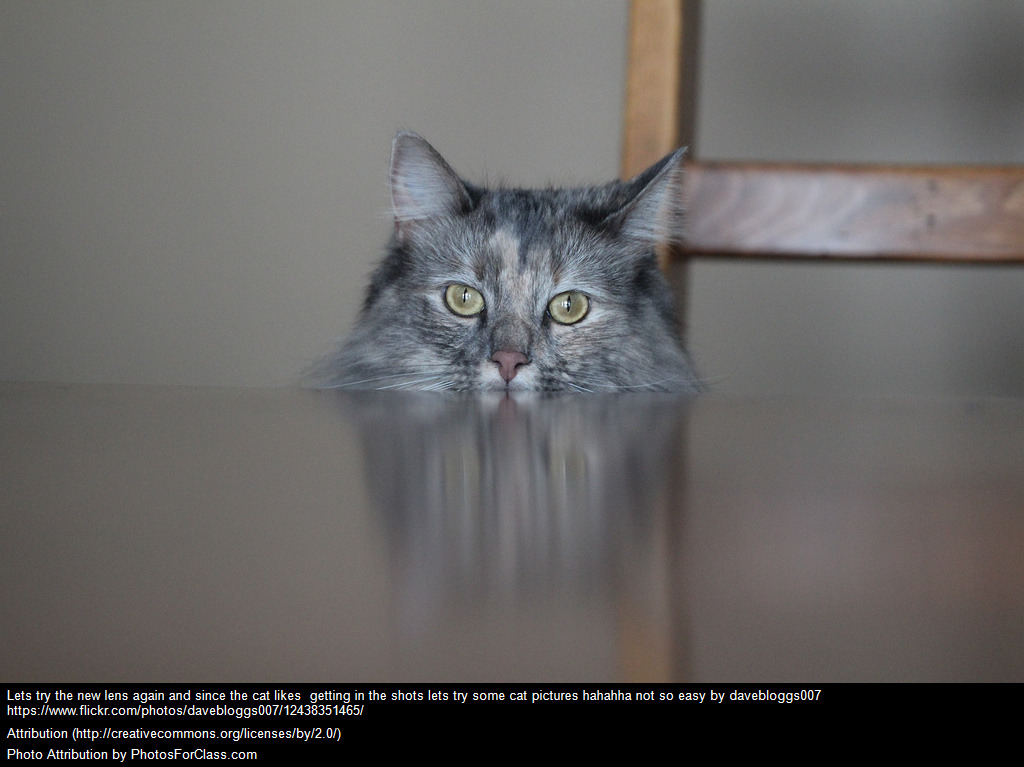 Lets try the new lens again and since the cat likes  getting in the shots lets try some cat pictures hahahha not so easy by davebloggs007
https://www.flickr.com/photos/davebloggs007/12438351465/
Attribution (http://creativecommons.org/licenses/by/2.0/)
Photo Attribution by PhotosForClass.com